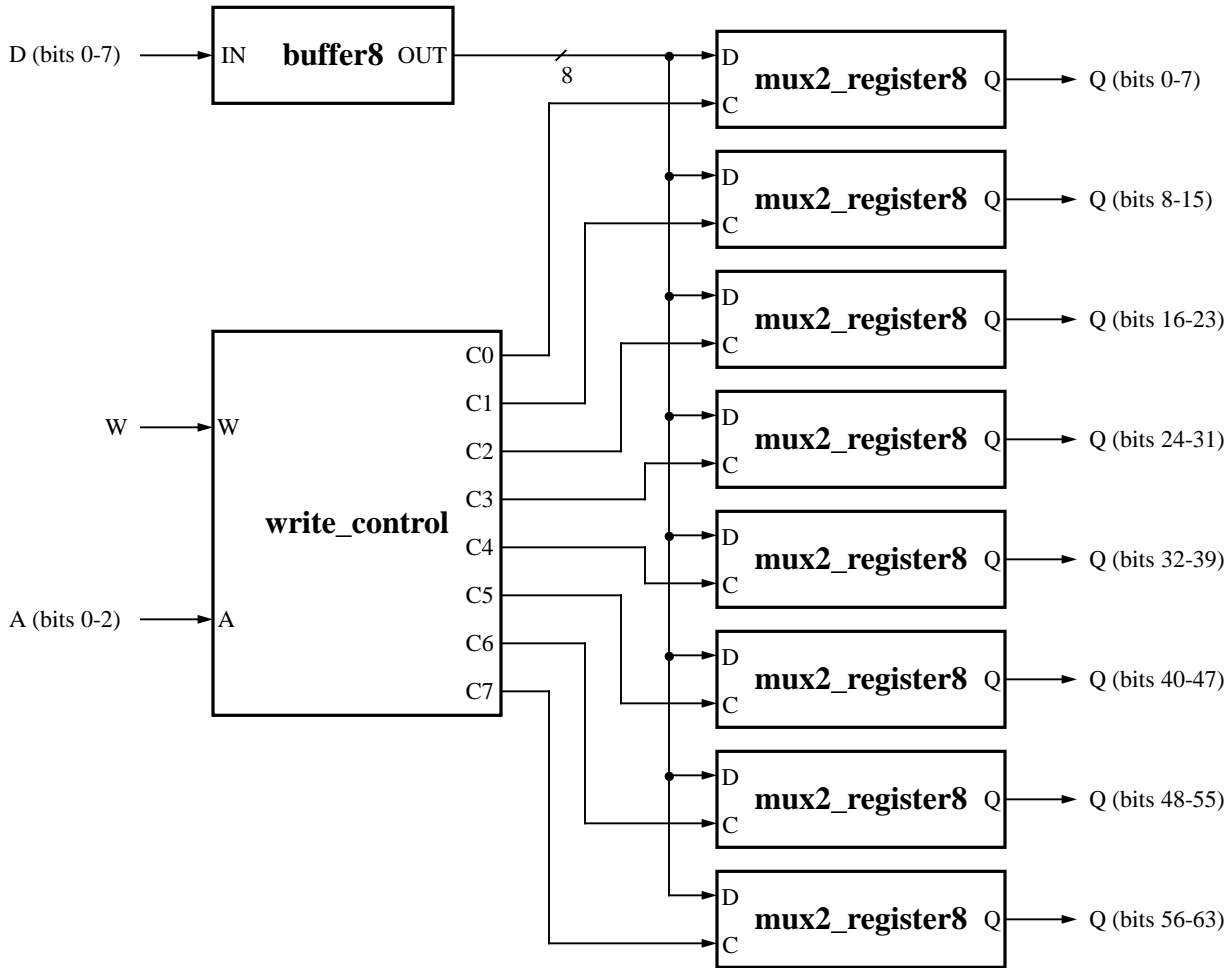 D (bits 0-7) IN buffer8 OUT 8 D C mux2_register8 Q Q (bits 0-7)
D C mux2_register8 Q Q (bits 8-15)
D C mux2_register8 Q Q (bits 16-23)
D C mux2_register8 Q Q (bits 24-31)
D C mux2_register8 Q Q (bits 32-39)
D C mux2_register8 Q Q (bits 40-47)
D C mux2_register8 Q Q (bits 48-55)
D C mux2_register8 Q Q (bits 56-63)
W W
A (bits 0-2) A
write_control
C0
C1
C2
C3
C4
C5
C6
C7